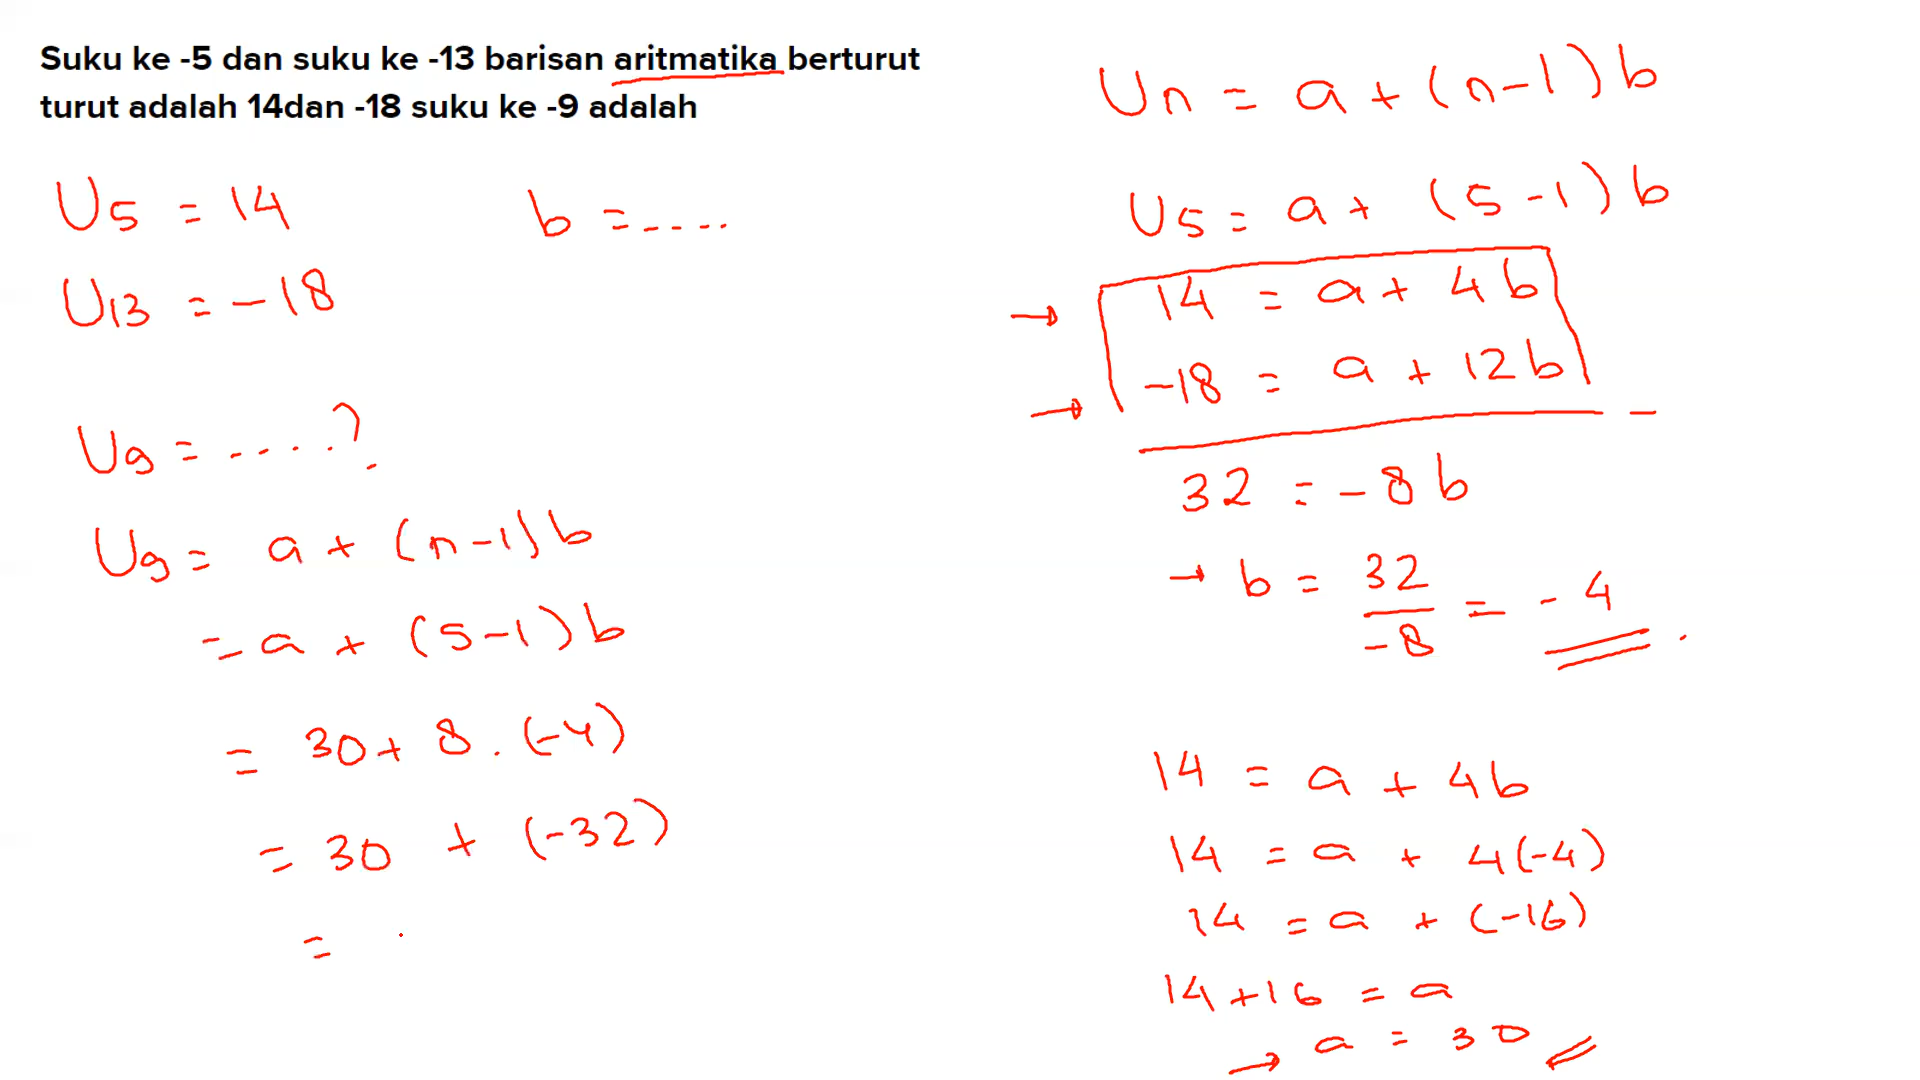 Suku ke -5 dan suku ke -13 barisan aritmatika berturut
turut adalah 14dan -18 suku ke -9 adalah
U5 = 14
b = .....
U13 = -18
U9 = .....?
U9 = a + (n-1)b
= a + (5-1)b
= 30 + 8 . (-4)
= 30 + (-32)
= .
Un = a + (n-1)b
U5 = a + (5-1)b
→ 14 = a + 4b
→ -18 = a + 12b
—
32 = -8b
→ b = 32/-8 = -4
14 = a + 4b
14 = a + 4(-4)
14 = a + (-16)
14+16 = a
→ a = 30